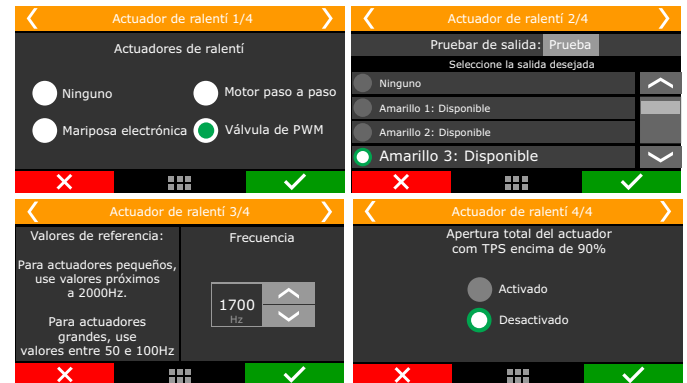 Actuador de ralentí 1/4
Actuadores de ralentí
Ninguno
Motor paso a paso
Mariposa electrónica
Válvula de PWM
Actuador de ralentí 2/4
Pruebar de salida: Prueba
Seleccione la salida desejada
Ninguno
Amarillo 1: Disponible
Amarillo 2: Disponible
Amarillo 3: Disponible
Actuador de ralentí 3/4
Valores de referencia:
Para actuadores pequeños,
use valores próximos
a 2000Hz.
Para actuadores
grandes, use
valores entre 50 e 100Hz
Frecuencia
1700
Hz
Actuador de ralentí 4/4
Apertura total del actuador
com TPS encima de 90%
Activado
Desactivado